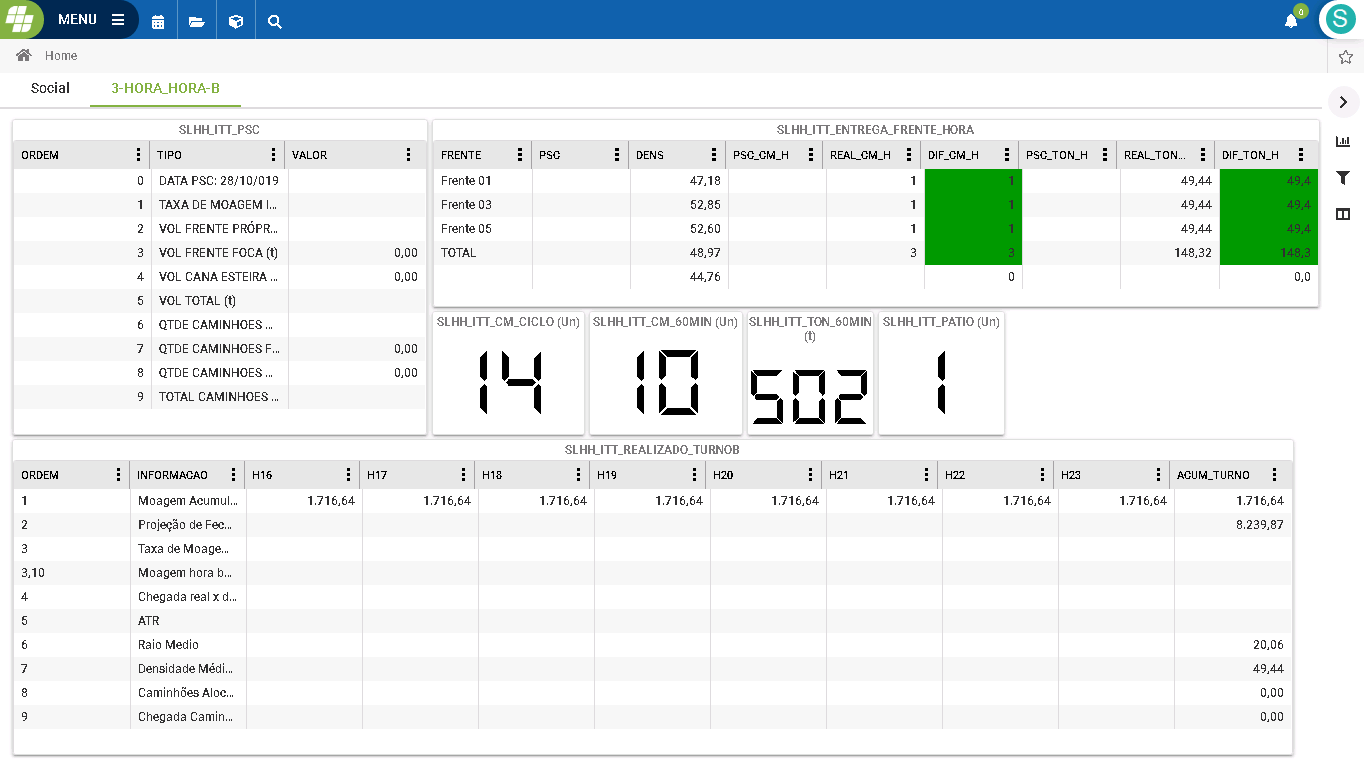 MENU
0
S
Home
Social 3-HORA_HORA-B
SLHH_ITT_PSC
ORDEM TIPO VALOR
0 DATA PSC: 28/10/019
1 TAXA DE MOAGEM I...
2 VOL FRENTE PRÓPR...
3 VOL FRENTE FOCA (t) 0,00
4 VOL CANA ESTEIRA ... 0,00
5 VOL TOTAL (t)
6 QTDE CAMINHOES ...
7 QTDE CAMINHOES F... 0,00
8 QTDE CAMINHOES ... 0,00
9 TOTAL CAMINHOES ...
SLHH_ITT_ENTREGA_FRENTE_HORA
FRENTE PSC DENS PSC_CM_H REAL_CM_H DIF_CM_H PSC_TON_H REAL_TON... DIF_TON_H
Frente 01 47,18 1 1 49,44 49,4
Frente 03 52,85 1 1 49,44 49,4
Frente 05 52,60 1 1 49,44 49,4
TOTAL 48,97 3 3 148,32 148,3
44,76 0 0,0
SLHH_ITT_CM_CICLO (Un)
14
SLHH_ITT_CM_60MIN (Un)
10
SLHH_ITT_TON_60MIN
(t)
502
SLHH_ITT_PATIO (Un)
1
SLHH_ITT_REALIZADO_TURNOB
ORDEM INFORMACAO H16 H17 H18 H19 H20 H21 H22 H23 AGUM_TURNO
1 Moagem Acumul... 1.716,64 1.716,64 1.716,64 1.716,64 1.716,64 1.716,64 1.716,64 1.716,64 1.716,64
2 Projeção de Fec... 8.239,87
3 Taxa de Moage...
3,10 Moagem hora b...
4 Chegada real x d...
5 ATR
6 Raio Medio 20,06
7 Densidade Médi... 49,44
8 Caminhões Aloc... 0,00
9 Chegada Camin... 0,00